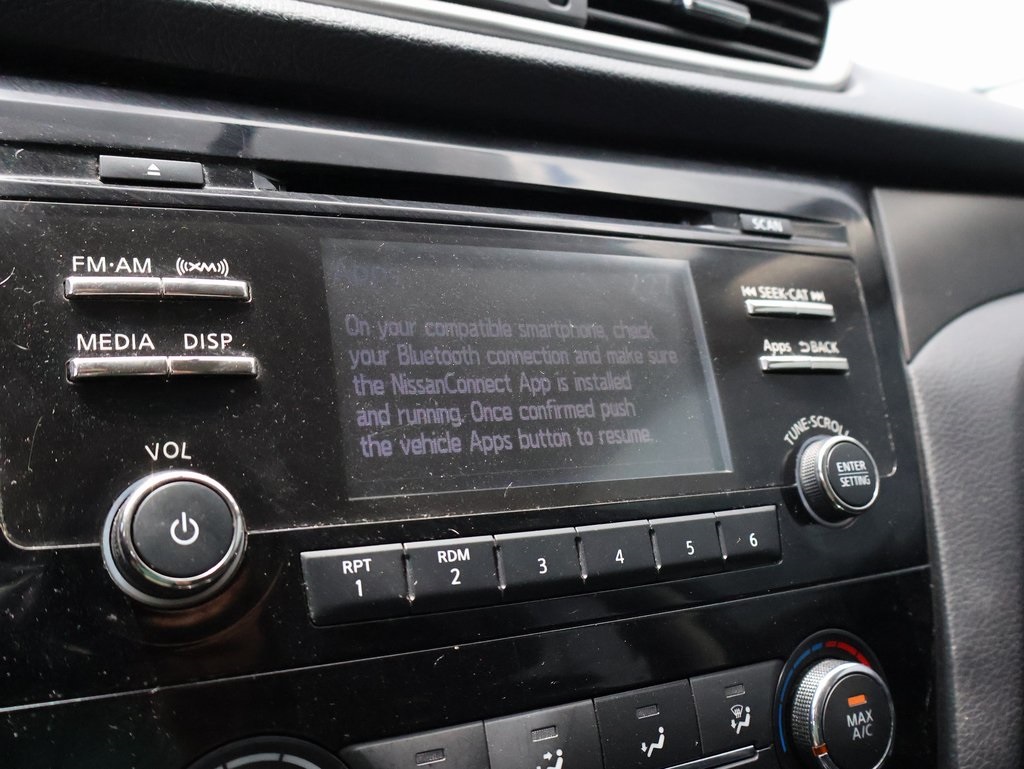 SCAN
FM·AM
((XM))
SEEK·CAT
MEDIA
DISP
Apps
BACK
On your compatible smartphone, check
your Bluetooth connection and make sure
the NissanConnect App is installed
and running. Once confirmed push
the vehicle Apps button to resume.
VOL
TUNE·SCROLL
ENTER
SETTING
RPT
1
RDM
2
3
4
5
6
MAX
A/C